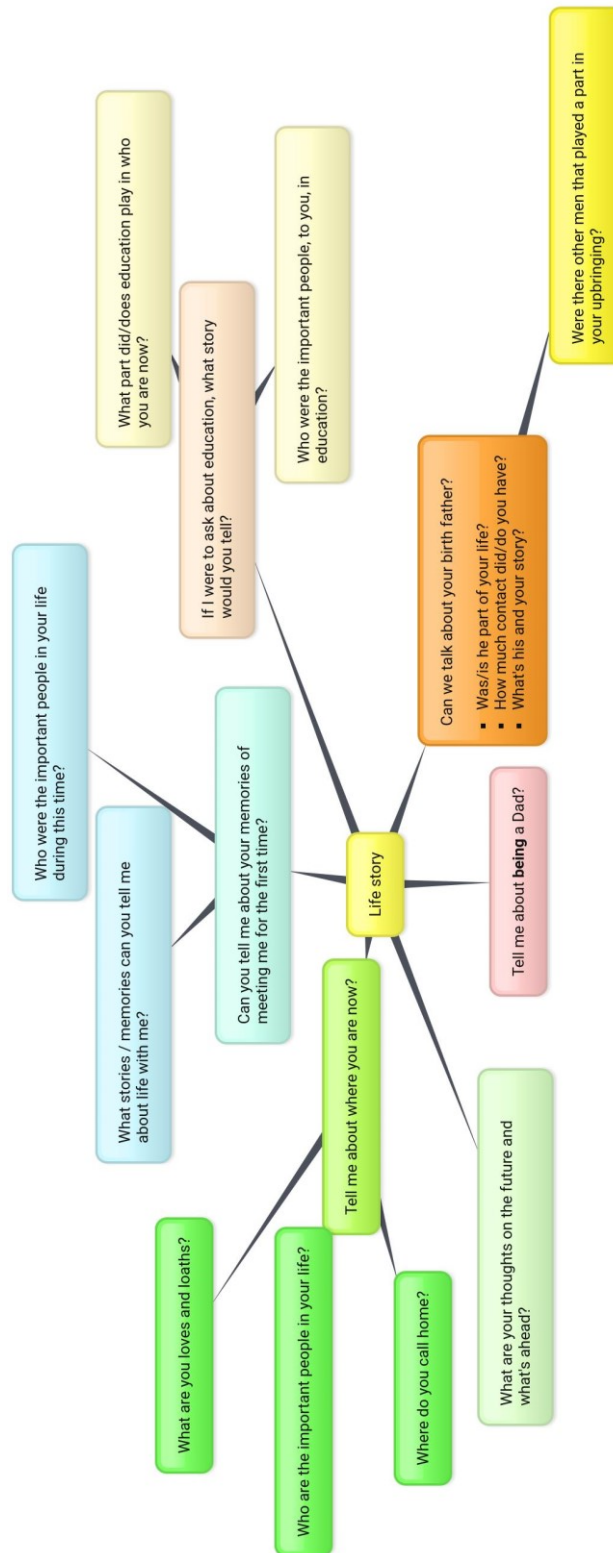 What are you loves and loaths?
Who are the important people in your life?
Where do you call home?
Tell me about where you are now?
What are your thoughts on the future and
what's ahead?
What stories / memories can you tell me
about life with me?
Who were the important people in your life
during this time?
Can you tell me about your memories of
meeting me for the first time?
Life story
Tell me about being a Dad?
What part did/does education play in who
you are now?
If I were to ask about education, what story
would you tell?
Who were the important people, to you, in
education?
Can we talk about your birth father?
▪ Was/is he part of your life?
▪ How much contact did/do you have?
▪ What's his and your story?
Were there other men that played a part in
your upbringing?